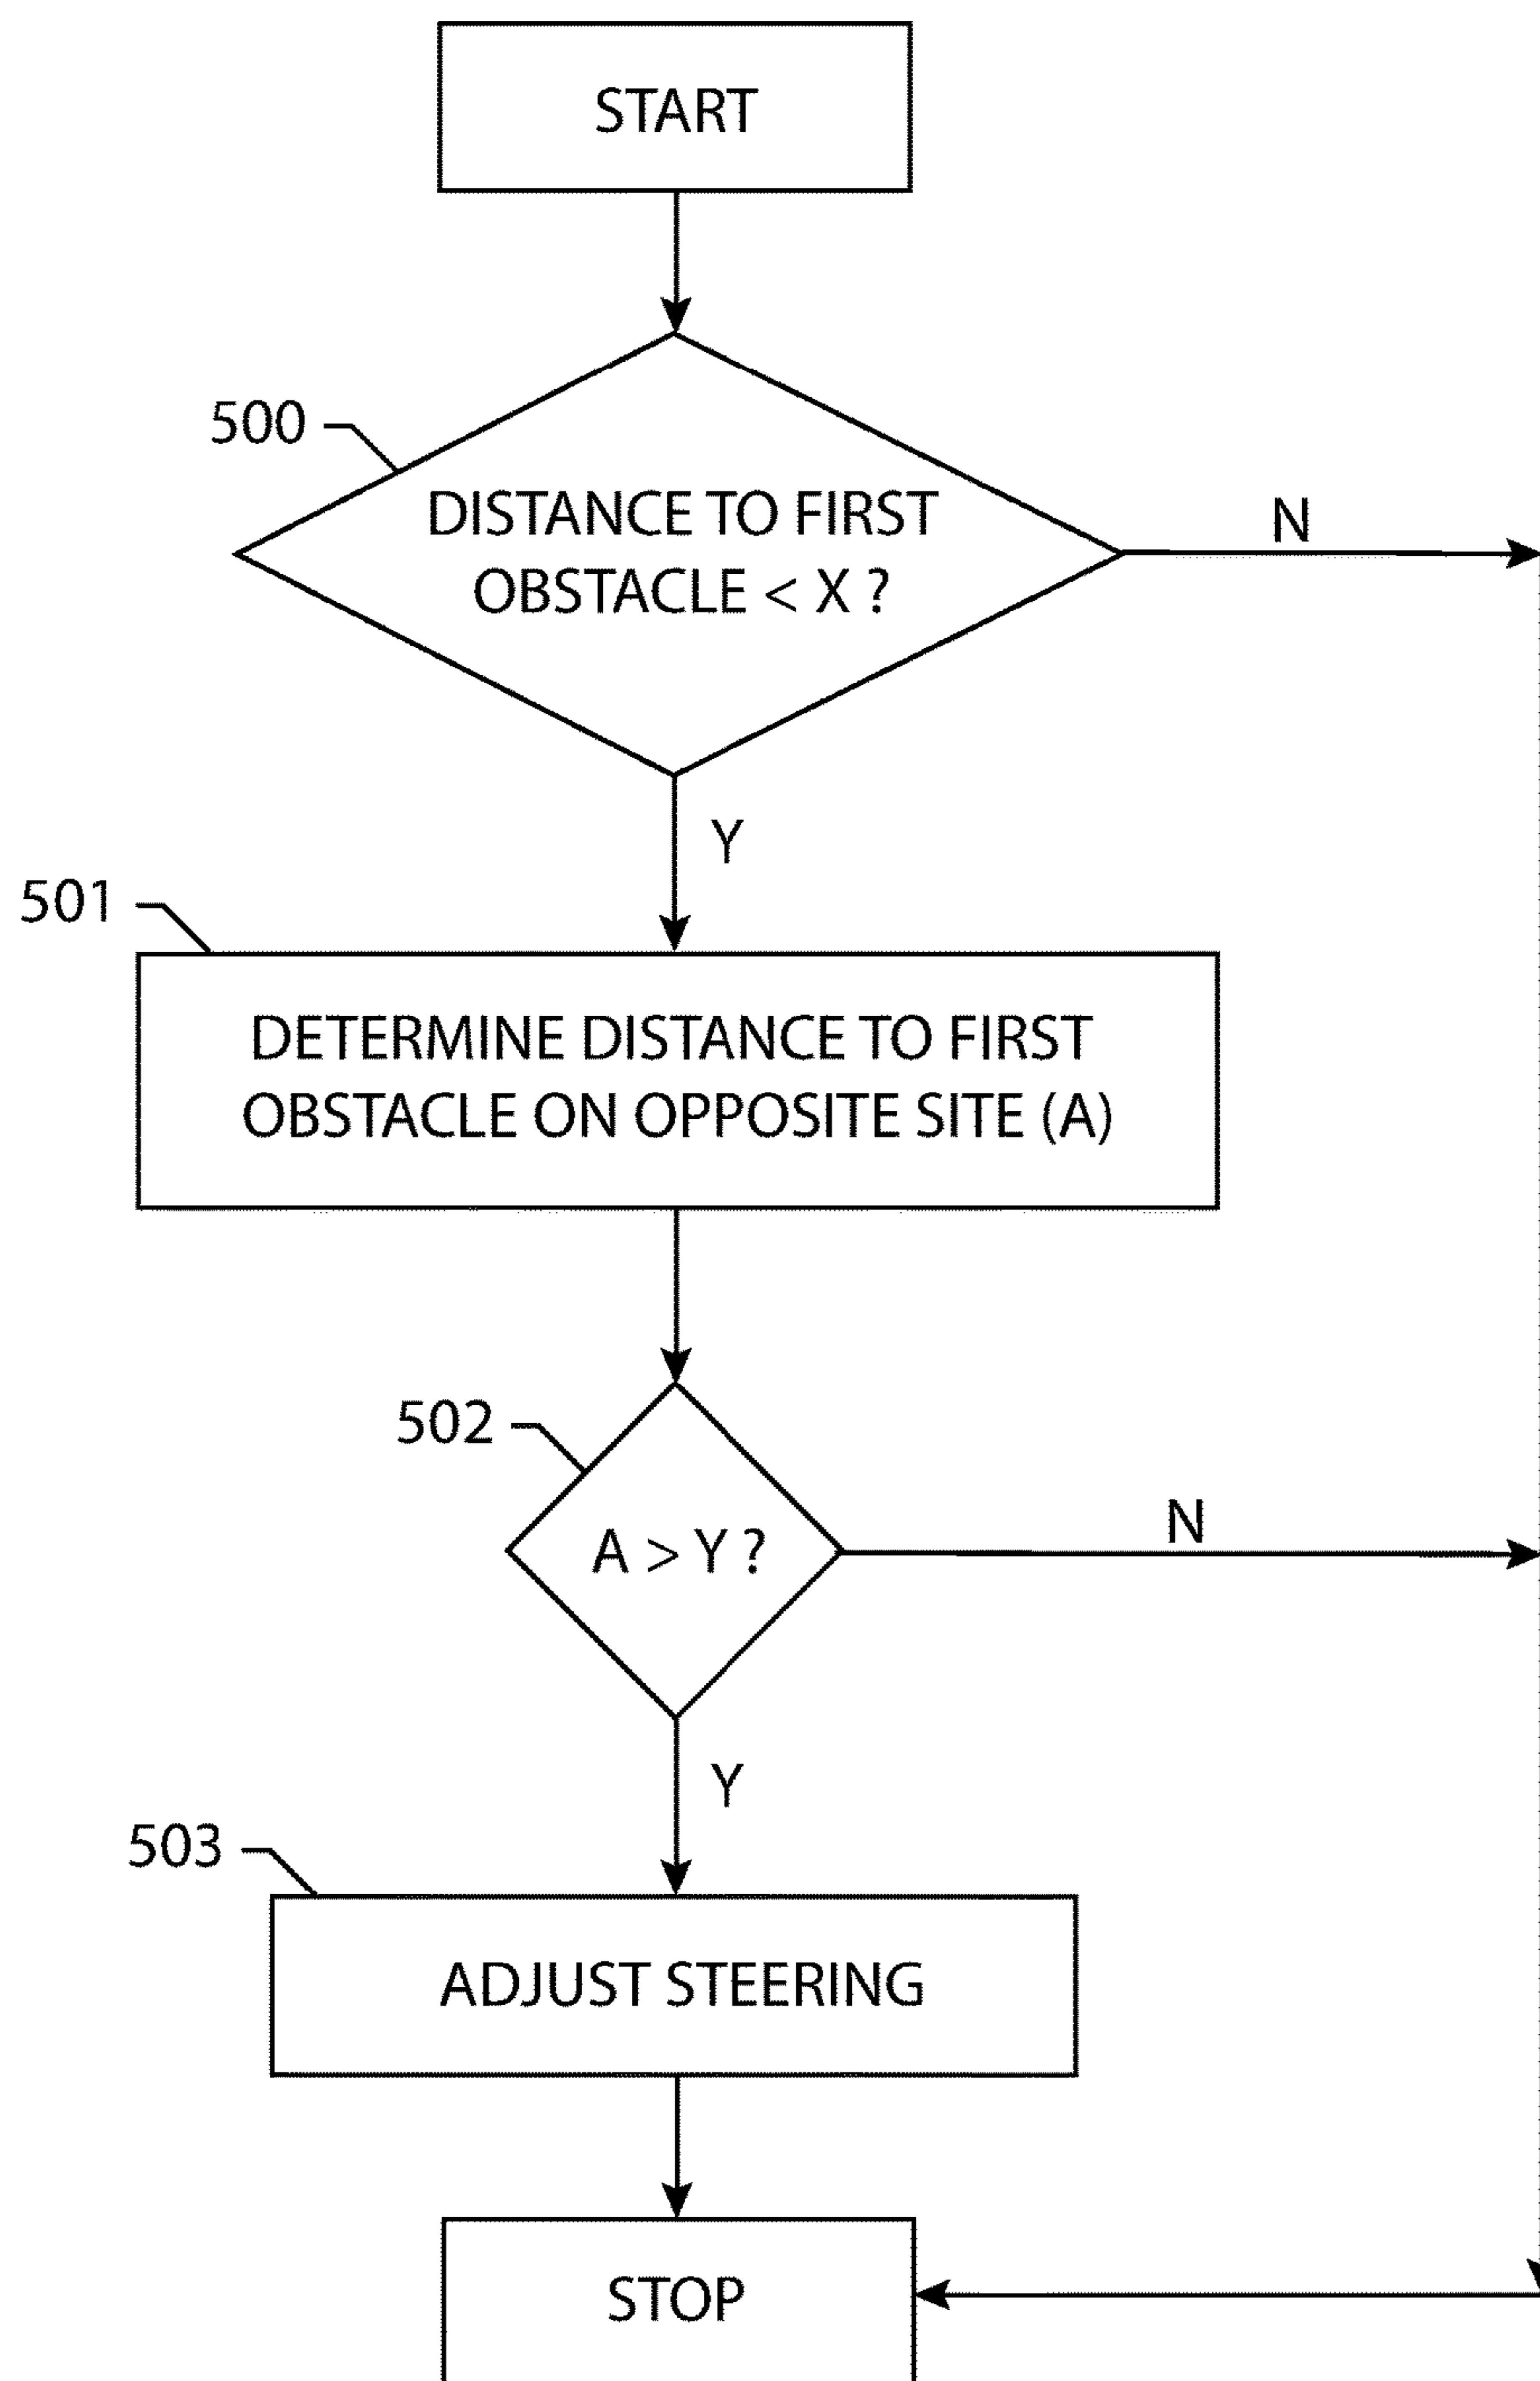 START
500
DISTANCE TO FIRST
OBSTACLE < X ?
N
Y
501
DETERMINE DISTANCE TO FIRST
OBSTACLE ON OPPOSITE SITE (A)
502
A > Y ?
N
Y
503
ADJUST STEERING
STOP